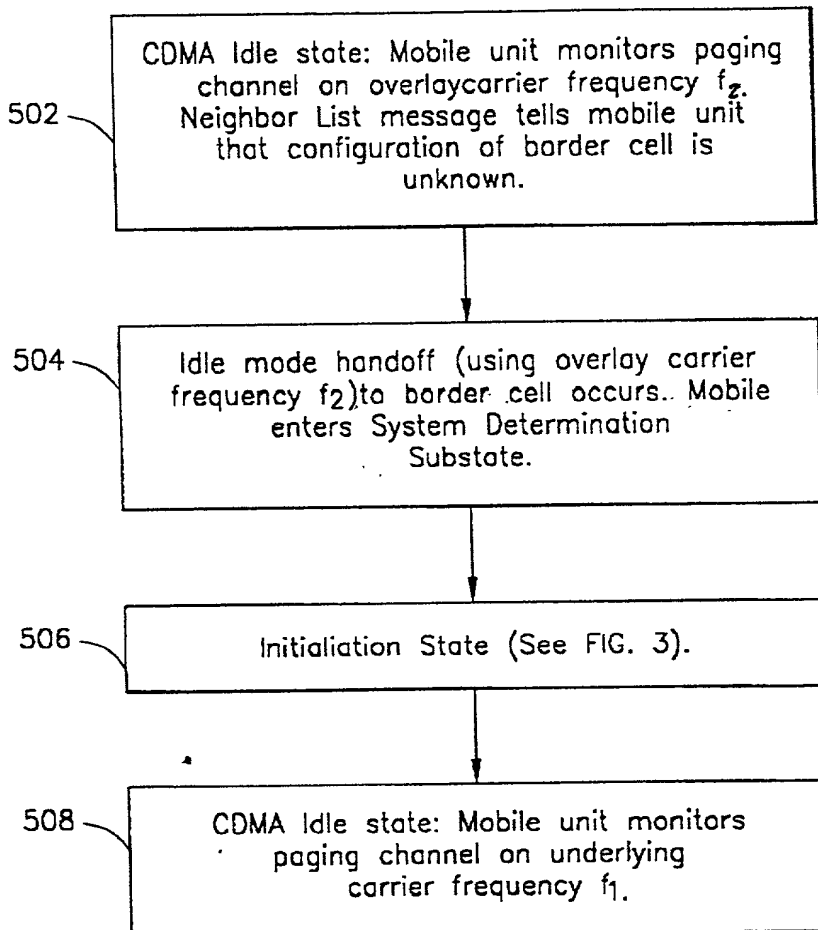 CDMA Idle state: Mobile unit monitors paging
channel on overlaycarrier frequency f2.
502
Neighbor List message tells mobile unit
that configuration of border cell is
unknown.
504
Idle mode handoff (using overlay carrier
frequency f2)to border cell occurs.. Mobile
enters System Determination
Substate.
506
Initialiation State (See FIG. 3).
508
CDMA Idle state: Mobile unit monitors
paging channel on underlying
carrier frequency f1.